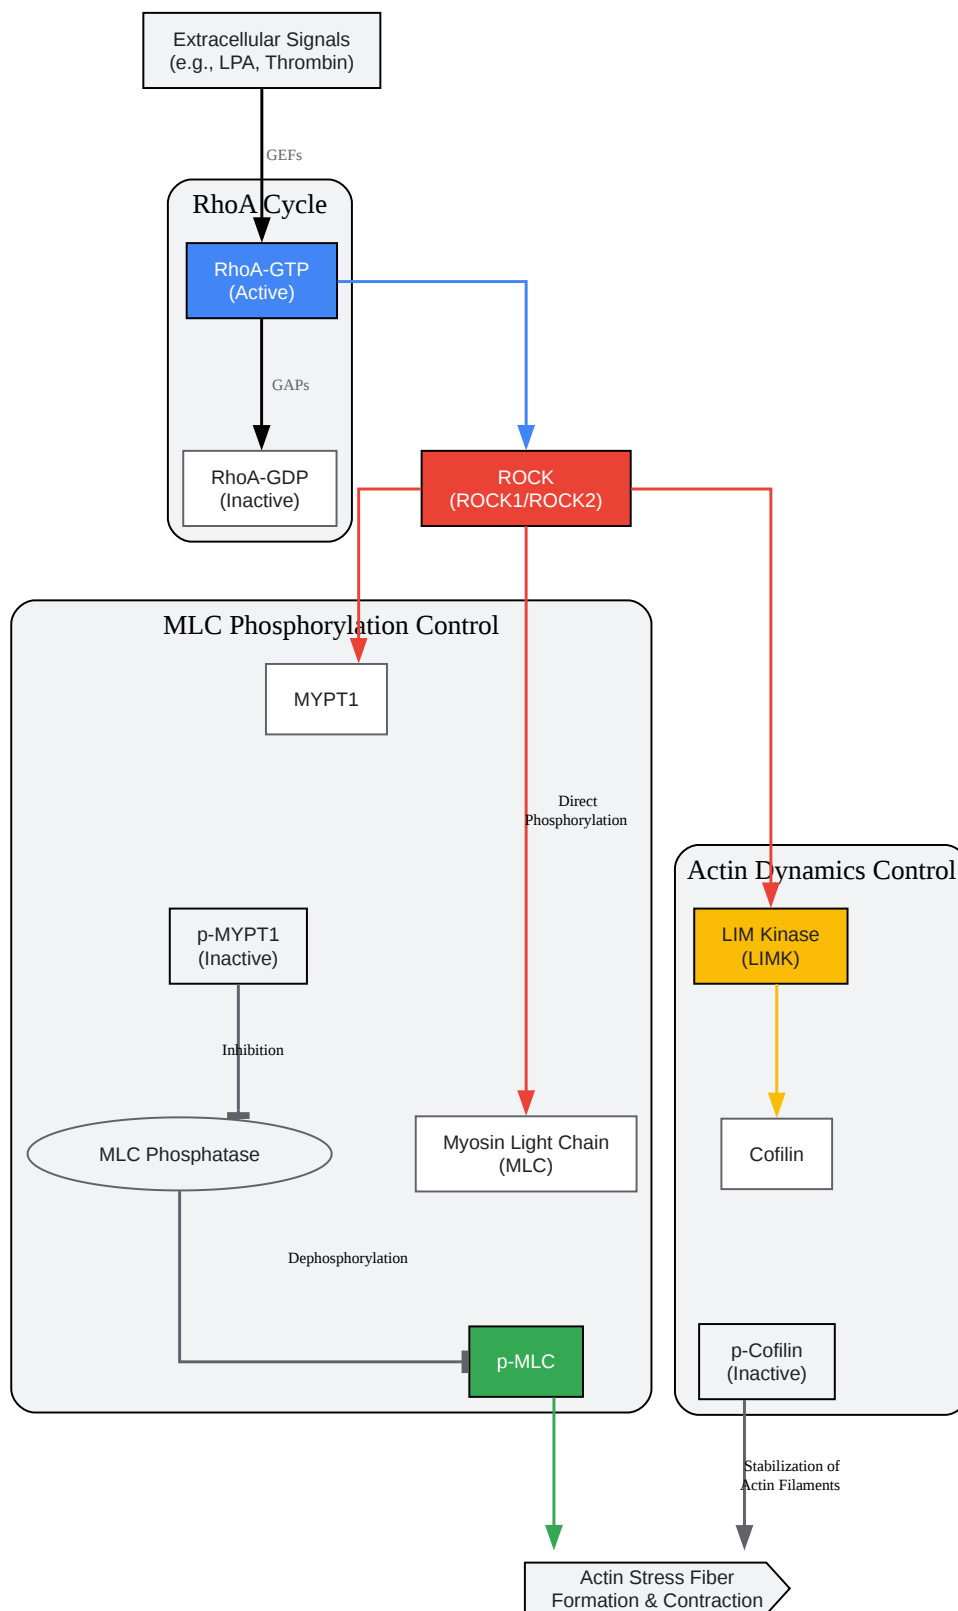 Extracellular Signals
(e.g., LPA, Thrombin)
GEFs
RhoA Cycle
RhoA-GTP
(Active)
GAPs
RhoA-GDP
(Inactive)
ROCK
(ROCK1/ROCK2)
MLC Phosphorylation Control
MYPT1
Direct
Phosphorylation
Actin Dynamics Control
p-MYPT1
(Inactive)
LIM Kinase
(LIMK)
Inhibition
MLC Phosphatase
Myosin Light Chain
(MLC)
Cofilin
Dephosphorylation
p-MLC
p-Cofilin
(Inactive)
Stabilization of
Actin Filaments
Actin Stress Fiber
Formation & Contraction